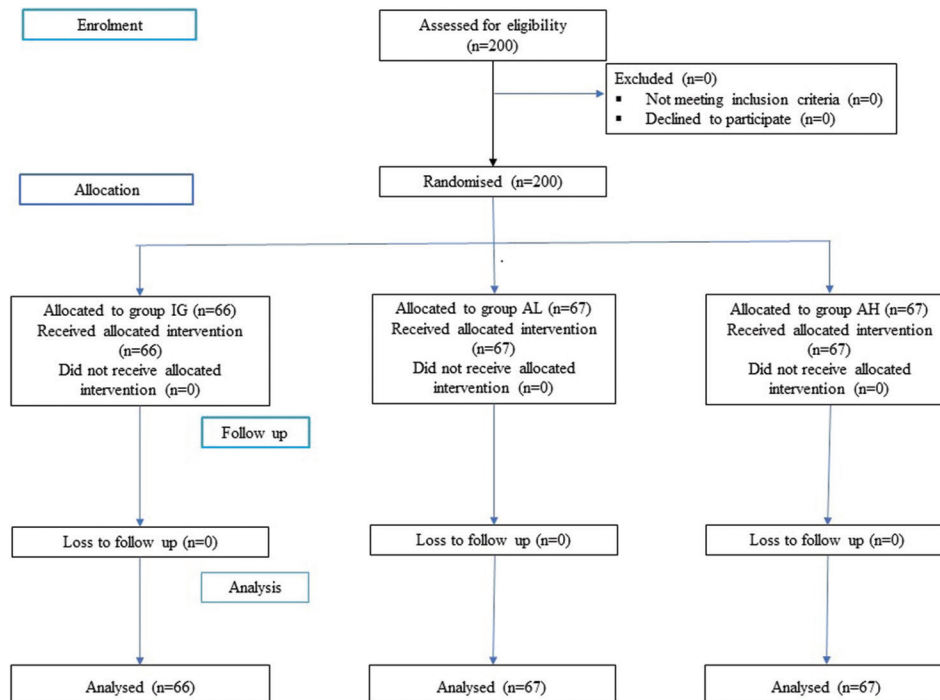 Enrolment
Assessed for eligibility
(n=200)
Excluded (n=0)
▪ Not meeting inclusion criteria (n=0)
▪ Declined to participate (n=0)
Allocation
Randomised (n=200)
Allocated to group IG (n=66)
Received allocated intervention
(n=66)
Did not receive allocated
intervention (n=0)
Allocated to group AL (n=67)
Received allocated intervention
(n=67)
Did not receive allocated
intervention (n=0)
Allocated to group AH (n=67)
Received allocated intervention
(n=67)
Did not receive allocated
intervention (n=0)
Follow up
Loss to follow up (n=0)
Loss to follow up (n=0)
Loss to follow up (n=0)
Analysis
Analysed (n=66)
Analysed (n=67)
Analysed (n=67)